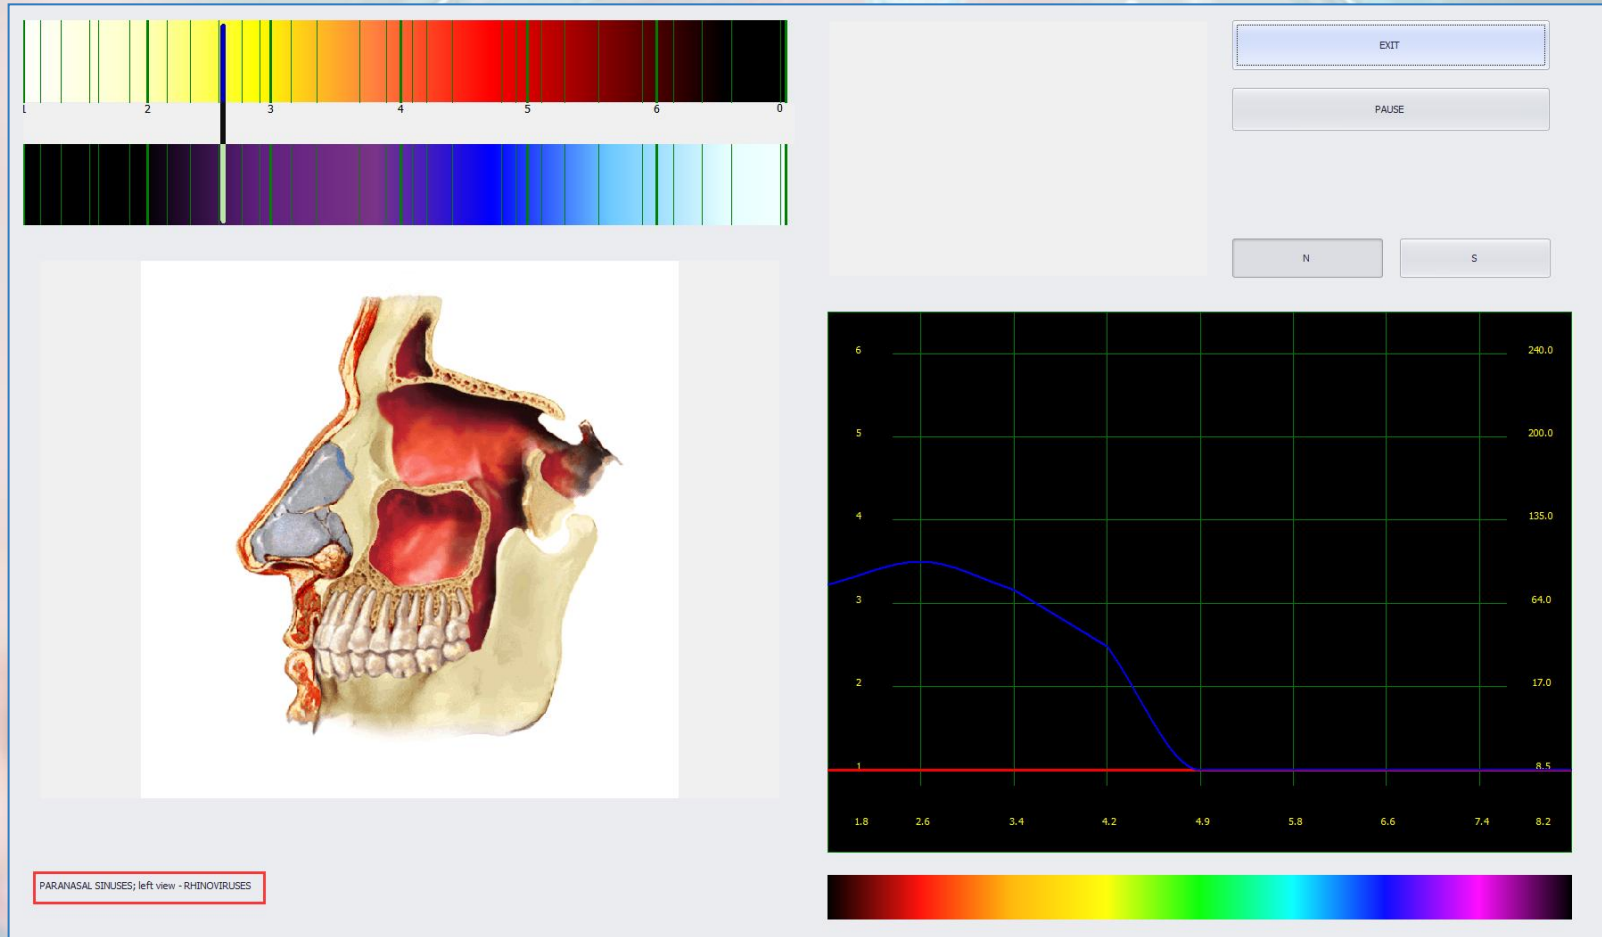 1 2 3 4 5 6 0
EXIT
PAUSE
N S
6 240.0
5 200.0
4 135.0
3 64.0
2 17.0
1 8.5
1.8 2.6 3.4 4.2 4.9 5.8 6.6 7.4 8.2
PARANASAL SINUSES; left view - RHINOVIRUSES